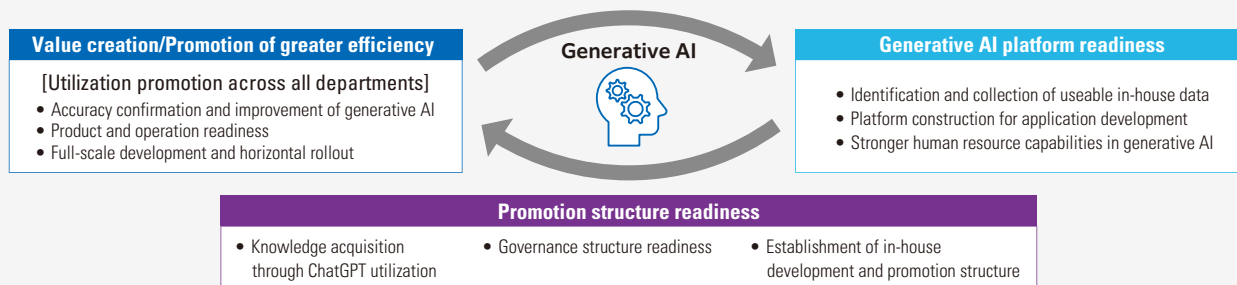 Value creation/Promotion of greater efficiency
[Utilization promotion across all departments]
• Accuracy confirmation and improvement of generative AI
• Product and operation readiness
• Full-scale development and horizontal rollout
Generative AI
Generative AI platform readiness
• Identification and collection of useable in-house data
• Platform construction for application development
• Stronger human resource capabilities in generative AI
Promotion structure readiness
• Knowledge acquisition
through ChatGPT utilization
• Governance structure readiness
• Establishment of in-house
development and promotion structure